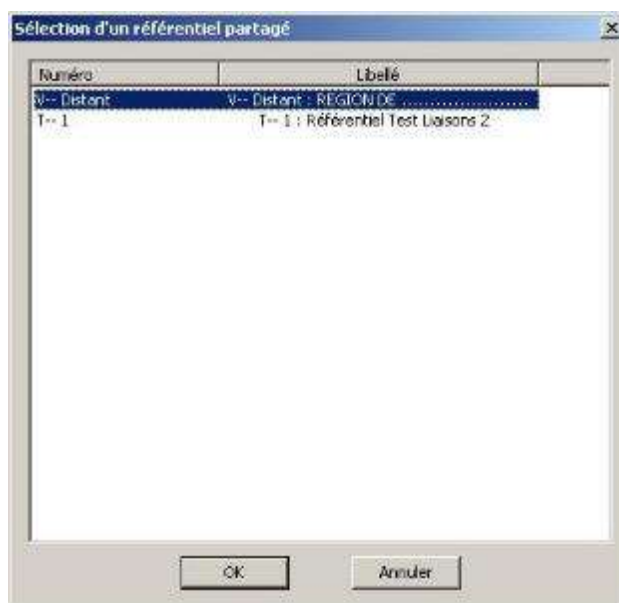 Sélection d'un référentiel partagé
Numéro Libellé
V-- Distant V-- Distant : REGION DE ........................
T-- 1 T-- 1 : Référentiel Test Liaisons 2
OK Annuler